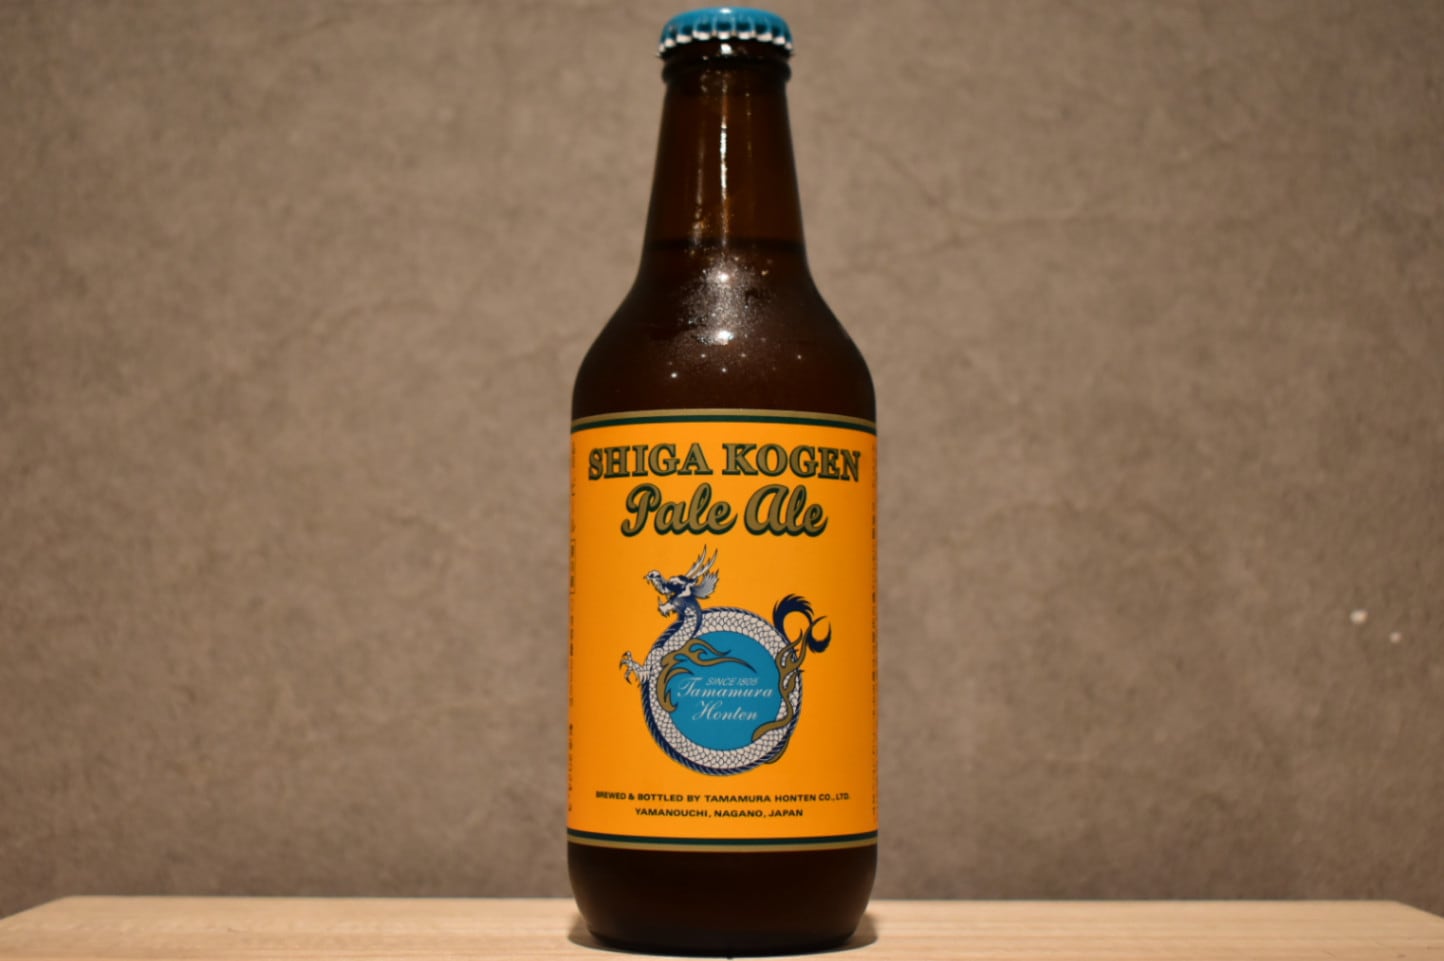 SHIGA KOGEN
Pale Ale
SINCE 1805
Tamamura
Honten
BREWED & BOTTLED BY TAMAMURA HONTEN CO., LTD.
YAMANOUCHI, NAGANO, JAPAN